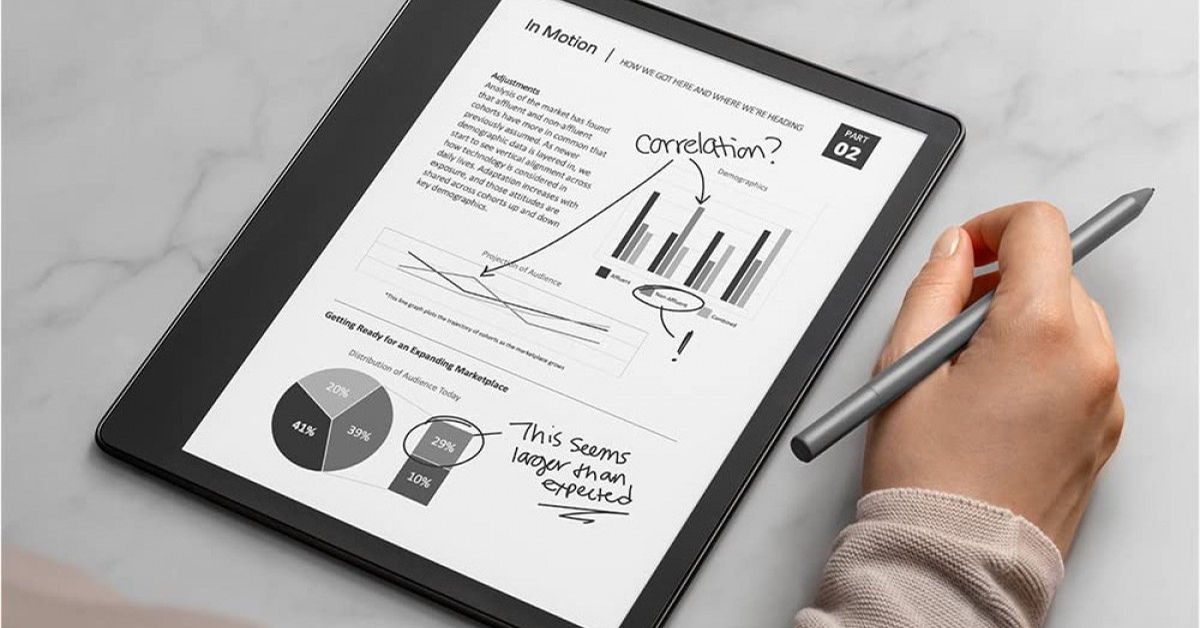 In Motion | HOW WE GOT HERE AND WHERE WE'RE HEADING
PART
02
Adjustments
Analysis of the market has found
that affluent and non-affluent
cohorts have more in common that
previously assumed. As newer
demographic data is layered in, we
start to see vertical alignment across
how technology is considered in
daily lives. Adaptation increases with
exposure, and those attitudes are
shared across cohorts up and down
key demographics.
correlation?
Demographics
Affluent
Non-Affluent
Combined
!
Projection of Audience
*This line graph plots the trajectory of cohorts as the marketplace grows
Getting Ready for an Expanding Marketplace
Distribution of Audience Today
20%
41%
39%
29%
10%
This seems
larger than
expected